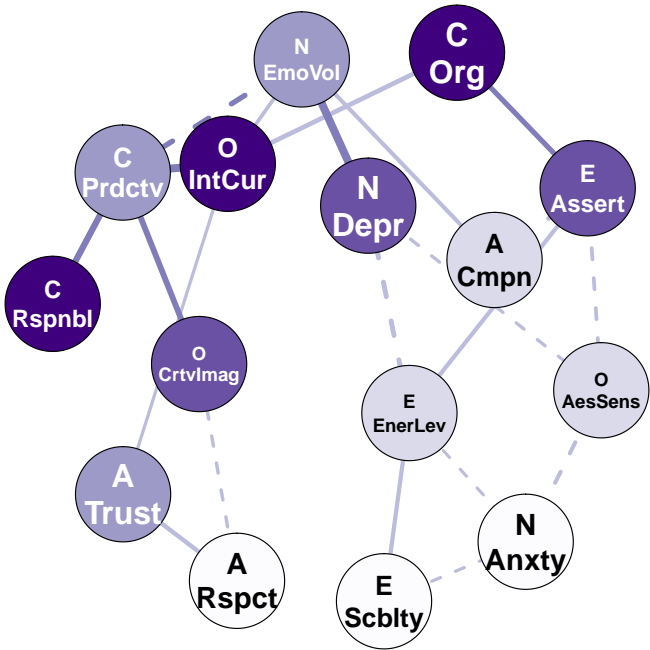 N
EmoVol
C
Org
C
Prdctv
O
IntCur
N
Depr
E
Assert
A
Cmpn
C
Rspnbl
O
CrtvImag
E
EnerLev
O
AesSens
A
Trust
A
Rspct
N
Anxty
E
Scblty